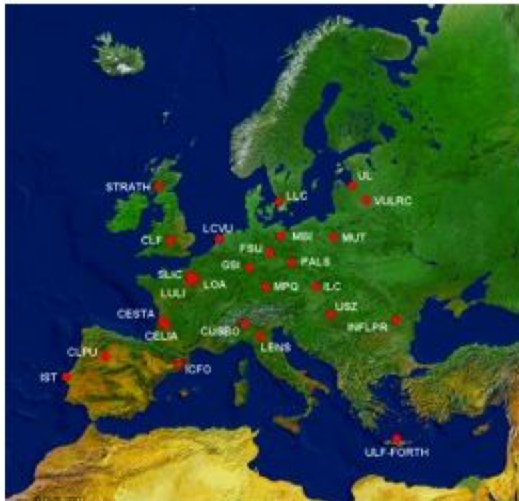 UL
STRATH
LLC
VULRC
LCVU
CLF
MBI
MUT
FSU
GSI
PALS
SLIC
LOA
LULI
MPQ
ILC
CESTA
USZ
CELIA
CUSBO
INFLPR
LENS
CLPU
ICFO
IST
ULF-FORTH